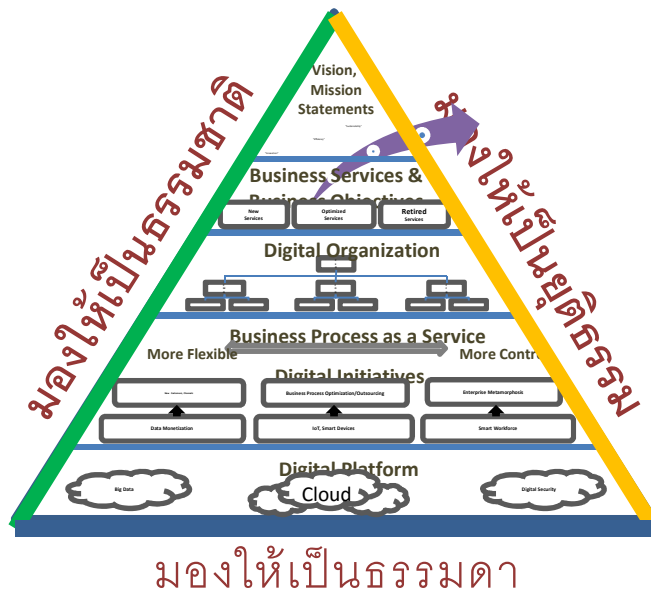 มองให้เป็นธรรมชาติ
มองให้เป็นยุติธรรม
Vision,
Mission
Statements
Business Services &
Business Objectives
New
Services
Optimized
Services
Retired
Services
Digital Organization
Business Process as a Service
More Flexible
More Contr
Digital Initiatives
Business Process Optimization/Outsourcing
Enterprise Metamorphosis
Data Monetization
IoT, Smart Devices
Smart Workforce
Digital Platform
Big Data
Cloud
Digital Security
มองให้เป็นธรรมดา